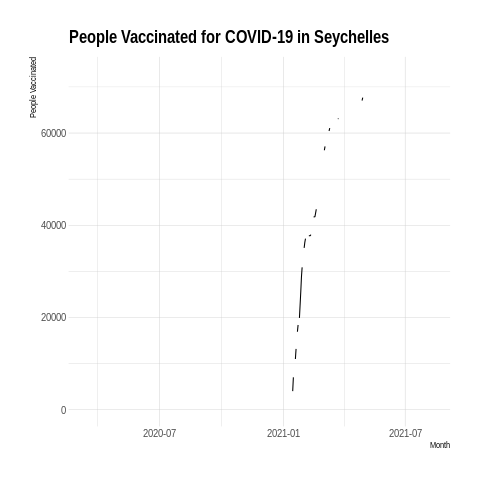 People Vaccinated for COVID-19 in Seychelles
People Vaccinated
60000
40000
20000
0
2020-07 2021-01 2021-07
Month